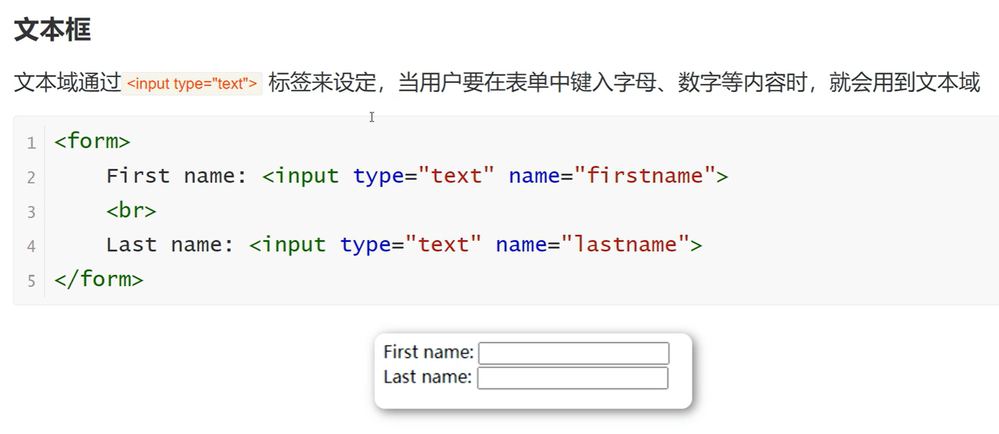 文本框
文本域通过<input type="text"> 标签来设定，当用户要在表单中键入字母、数字等内容时，就会用到文本域
1 <form>
2     First name: <input type="text" name="firstname">
3     <br>
4     Last name: <input type="text" name="lastname">
5 </form>
First name:
Last name: